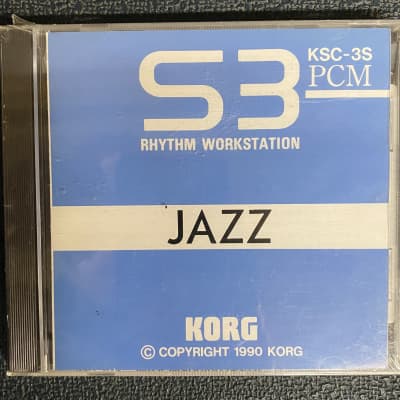 S3
KSC-3S
PCM
RHYTHM WORKSTATION
JAZZ
KORG
© COPYRIGHT 1990 KORG